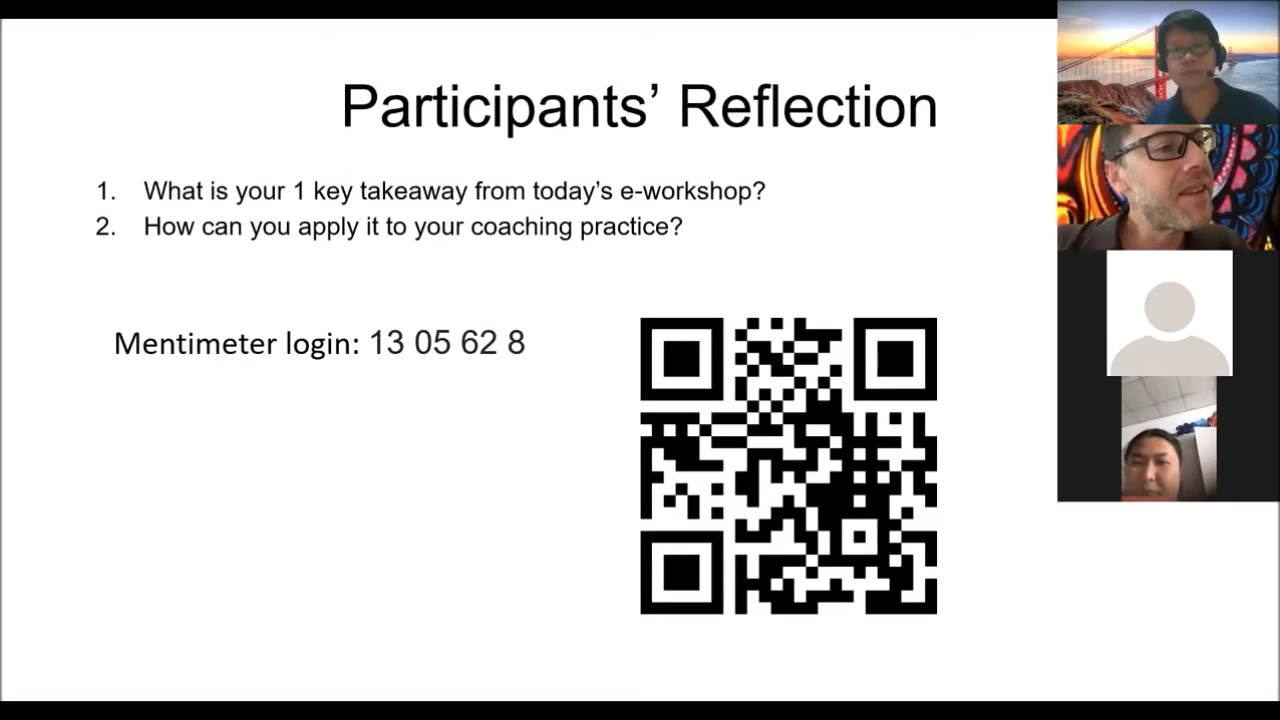 Participants’ Reflection
1. What is your 1 key takeaway from today’s e-workshop?
2. How can you apply it to your coaching practice?
Mentimeter login: 13 05 62 8